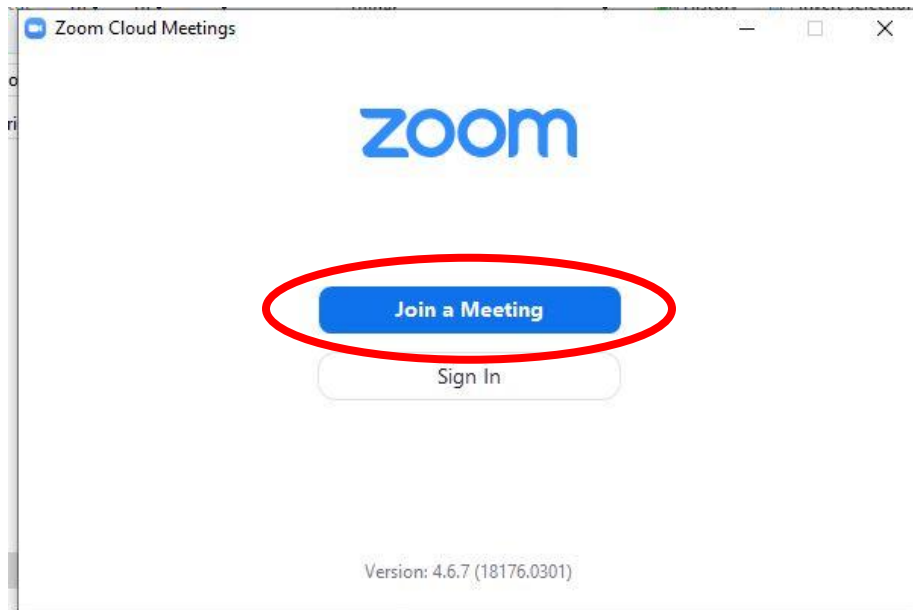 Zoom Cloud Meetings
zoom
Join a Meeting
Sign In
Version: 4.6.7 (18176.0301)